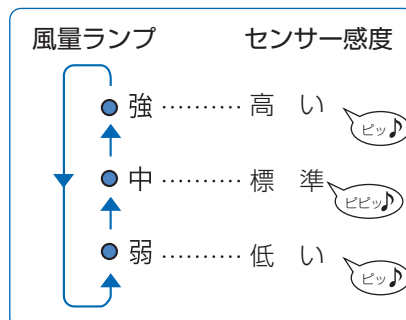 風量ランプ センサー感度
強 ‥‥‥‥‥ 高 い ピッ♪
中 ‥‥‥‥‥ 標 準 ピピッ♪
弱 ‥‥‥‥‥ 低 い ピッ♪